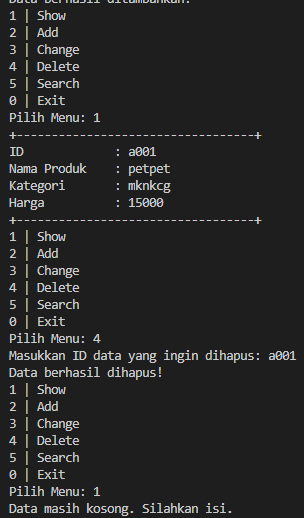 Data berhasil ditambahkan.
1 | Show
2 | Add
3 | Change
4 | Delete
5 | Search
0 | Exit
Pilih Menu: 1
+----------------------------------+
ID             : a001
Nama Produk    : petpet
Kategori       : mknkcg
Harga          : 15000
+----------------------------------+
1 | Show
2 | Add
3 | Change
4 | Delete
5 | Search
0 | Exit
Pilih Menu: 4
Masukkan ID data yang ingin dihapus: a001
Data berhasil dihapus!
1 | Show
2 | Add
3 | Change
4 | Delete
5 | Search
0 | Exit
Pilih Menu: 1
Data masih kosong. Silahkan isi.